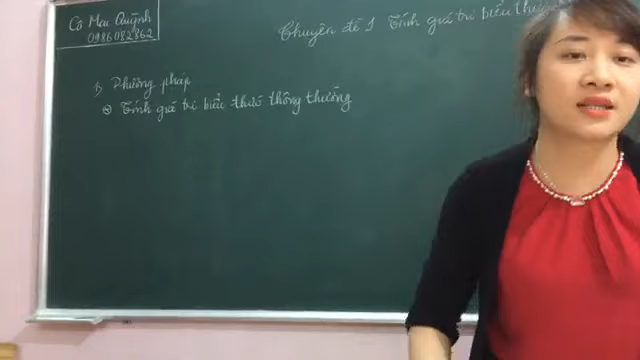 Cô Mai Quỳnh
0986082862
Chuyên đề 1 Tính giá trị biểu thức
1) Phương pháp
⊛ Tính giá trị biểu thức thông thường